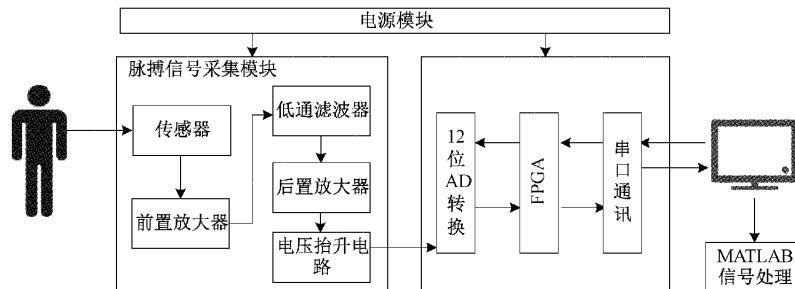 电源模块
脉搏信号采集模块
传感器
前置放大器
低通滤波器
后置放大器
电压抬升电
路
12
位
AD
转
换
FPGA
串
口
通
讯
MATLAB
信号处理